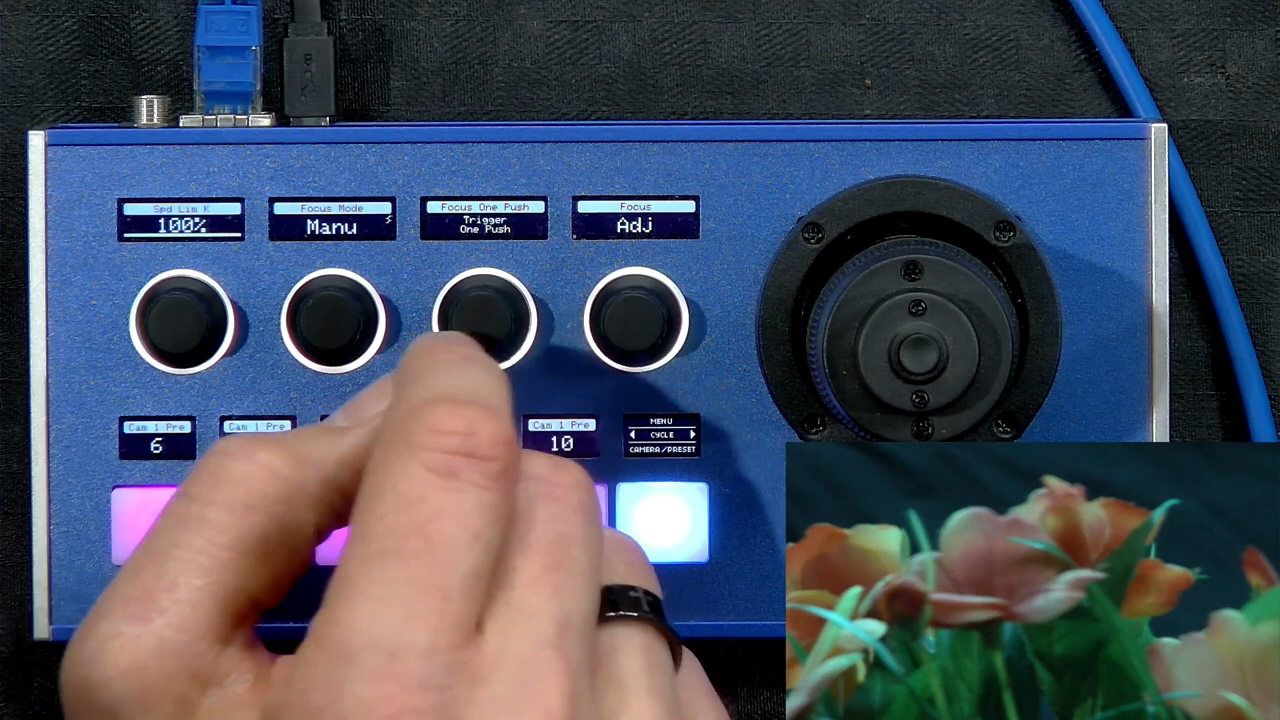 Spd Lim K
100%
Focus Mode
Manu
Focus One Push
Trigger
One Push
Focus
Adj
Cam 1 Pre
6
Cam 1 Pre
Cam 1 Pre
10
MENU
CYCLE
CAMERA/PRESET